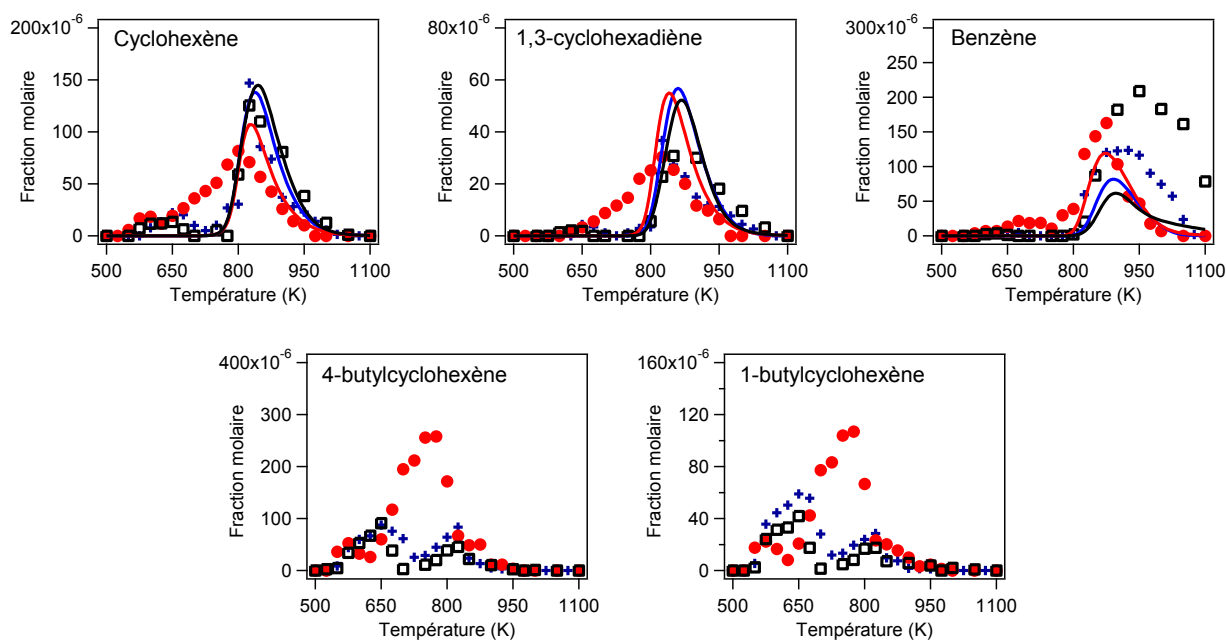 200x10-6
150
100
50
0
Fraction molaire
Cyclohexène
500 650 800 950 1100
Température (K)
80x10-6
60
40
20
0
Fraction molaire
1,3-cyclohexadiène
500 650 800 950 1100
Température (K)
300x10-6
250
200
150
100
50
0
Fraction molaire
Benzène
500 650 800 950 1100
Température (K)
400x10-6
300
200
100
0
Fraction molaire
4-butylcyclohexène
500 650 800 950 1100
Température (K)
160x10-6
120
80
40
0
Fraction molaire
1-butylcyclohexène
500 650 800 950 1100
Température (K)